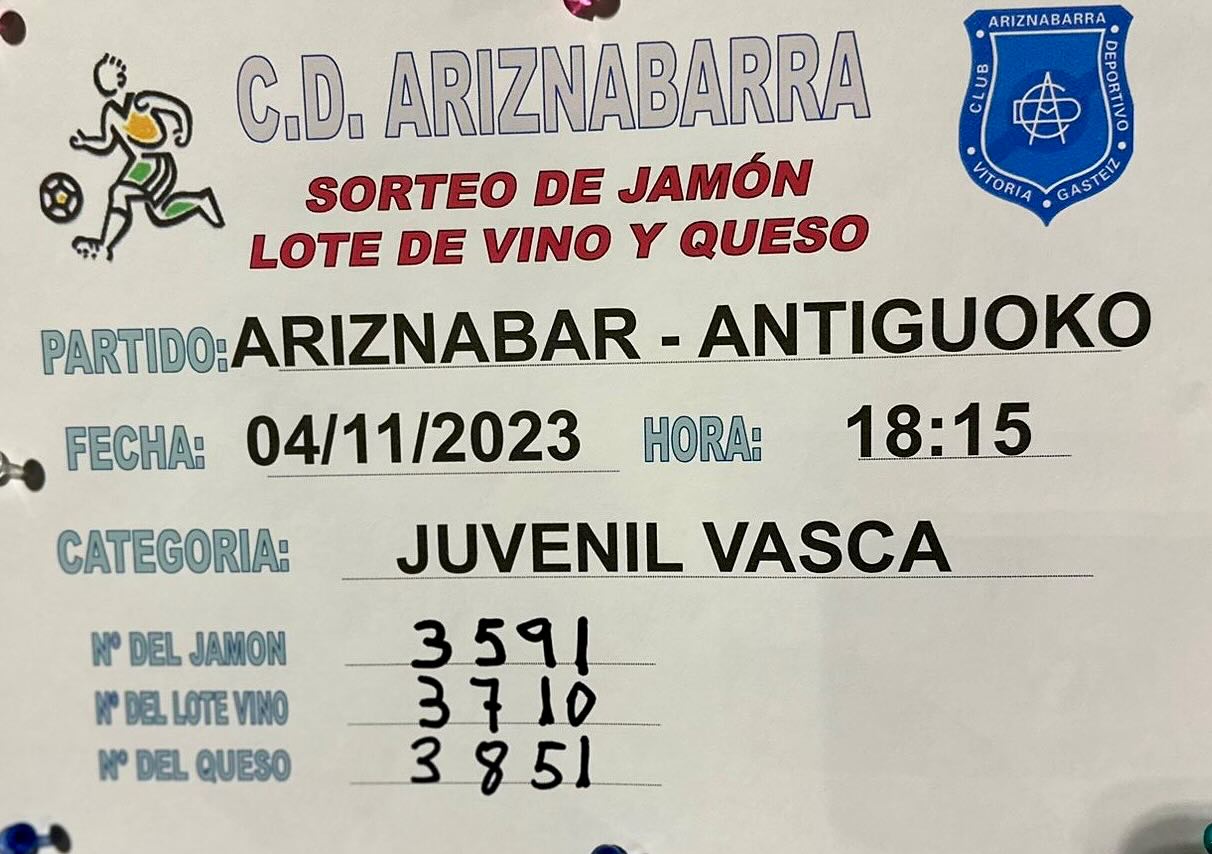 C.D. ARIZNABARRA
ARIZNABARRA
CLUB
DEPORTIVO
VITORIA
GASTEIZ
SORTEO DE JAMÓN
LOTE DE VINO Y QUESO
PARTIDO: ARIZNABAR - ANTIGUOKO
FECHA: 04/11/2023 HORA: 18:15
CATEGORIA: JUVENIL VASCA
Nº DEL JAMON 3591
Nº DEL LOTE VINO 3710
Nº DEL QUESO 3851